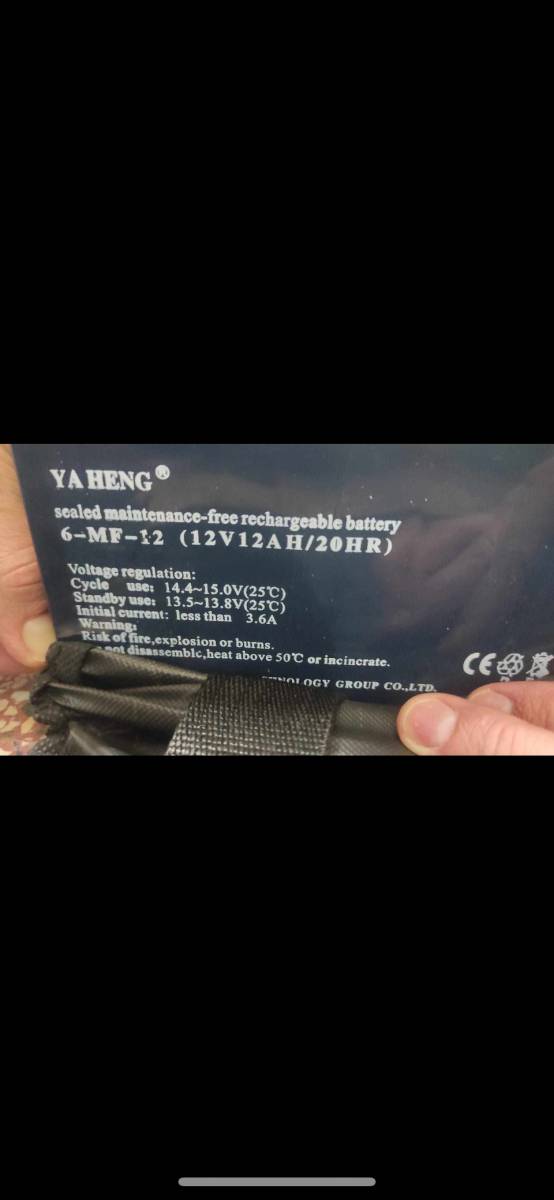 YA HENG®
sealed maintenance-free rechargeable battery
6-MF-12 (12V12AH/20HR)
Voltage regulation:
Cycle use: 14.4~15.0V(25℃)
Standby use: 13.5~13.8V(25℃)
Initial current: less than 3.6A
Warning:
Risk of fire,explosion or burns.
not disassemble,heat above 50℃ or incincrate.
GROUP CO.,LTD.
CE